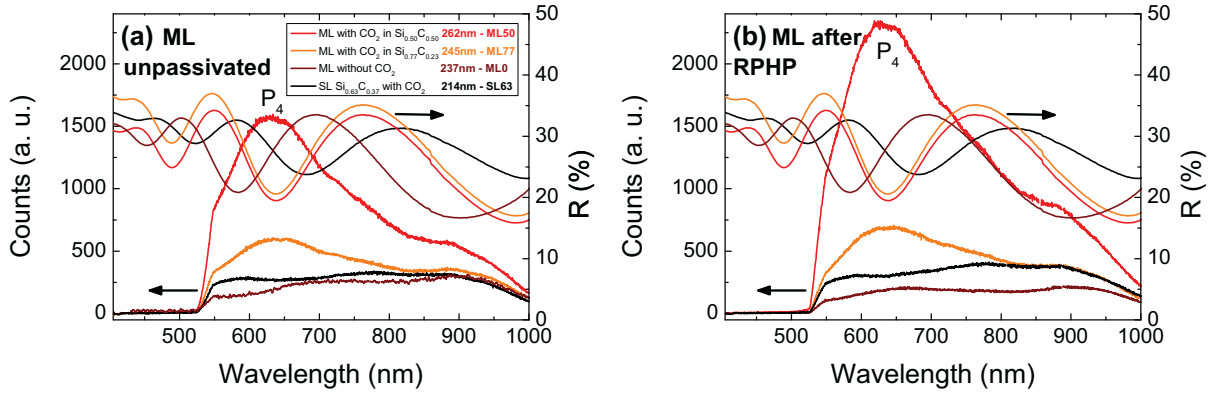 (a) ML
unpassivated
ML with CO₂ in Si₀.₅₀C₀.₅₀ 262nm - ML50
ML with CO₂ in Si₀.₇₇C₀.₂₃ 245nm - ML77
ML without CO₂ 237nm - ML0
SL Si₀.₆₃C₀.₃₇ with CO₂ 214nm - SL63
P₄
Counts (a. u.)
2000
1500
1000
500
0
R (%)
50
40
30
20
10
0
500 600 700 800 900 1000
Wavelength (nm)
(b) ML after
RPHP
P₄
Counts (a. u.)
2000
1500
1000
500
0
R (%)
50
40
30
20
10
0
500 600 700 800 900 1000
Wavelength (nm)